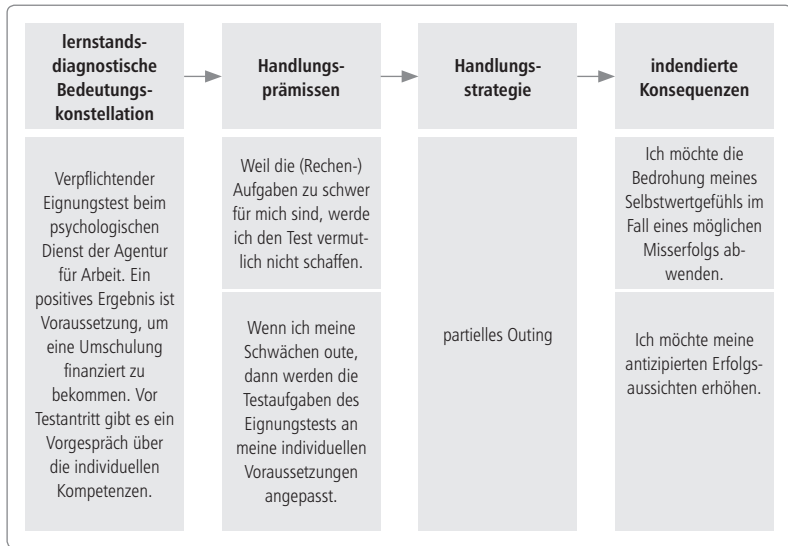 lernstands-
diagnostische
Bedeutungs-
konstellation
Handlungs-
prämissen
Handlungs-
strategie
indendierte
Konsequenzen
Verpflichtender
Eignungstest beim
psychologischen
Dienst der Agentur
für Arbeit. Ein
positives Ergebnis ist
Voraussetzung, um
eine Umschulung
finanziert zu
bekommen. Vor
Testantritt gibt es ein
Vorgespräch über
die individuellen
Kompetenzen.
Weil die (Rechen-)
Aufgaben zu schwer
für mich sind, werde
ich den Test vermut-
lich nicht schaffen.
Wenn ich meine
Schwächen oute,
dann werden die
Testaufgaben des
Eignungstests an
meine individuellen
Voraussetzungen
angepasst.
partielles Outing
Ich möchte die
Bedrohung meines
Selbstwertgefühls im
Fall eines möglichen
Misserfolgs ab-
wenden.
Ich möchte meine
antizipierten Erfolgs-
aussichten erhöhen.